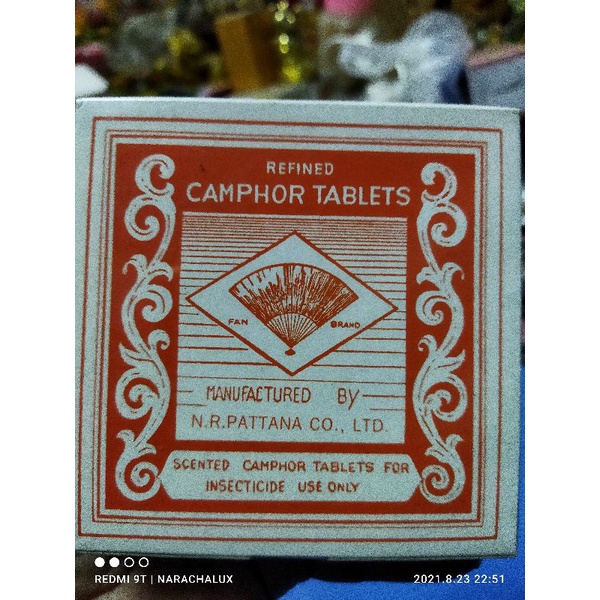 REFINED
CAMPHOR TABLETS
FAN BRAND
MANUFACTURED By
N.R.PATTANA CO., LTD.
SCENTED CAMPHOR TABLETS FOR
INSECTICIDE USE ONLY
REDMI 9T | NARACHALUX 2021.8.23 22:51